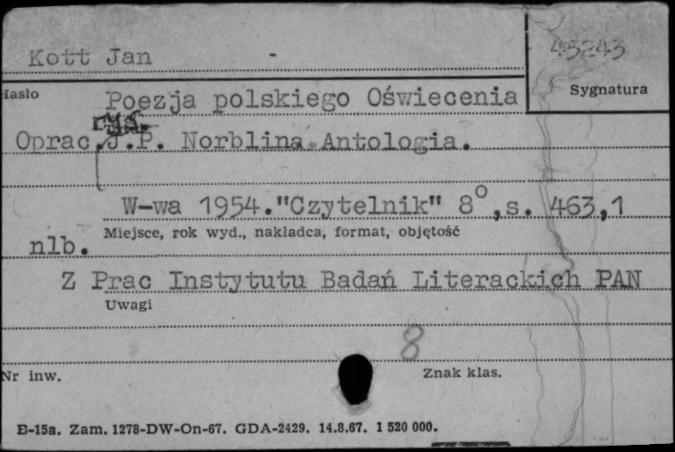 Kott Jan -
45243
Hasło
Sygnatura
Poezja polskiego Oświecenia
rys.
Oprac. J.P. Norblina. Antologia.
W-wa 1954."Czytelnik" 8°,s. 463,1
Miejsce, rok wyd., nakładca, format, objętość
nlb.
Z Prac Instytutu Badań Literackich PAN
Uwagi
8
Nr inw.
Znak klas.
B-15a. Zam. 1278-DW-On-67. GDA-2429. 14.8.67. 1 520 000.